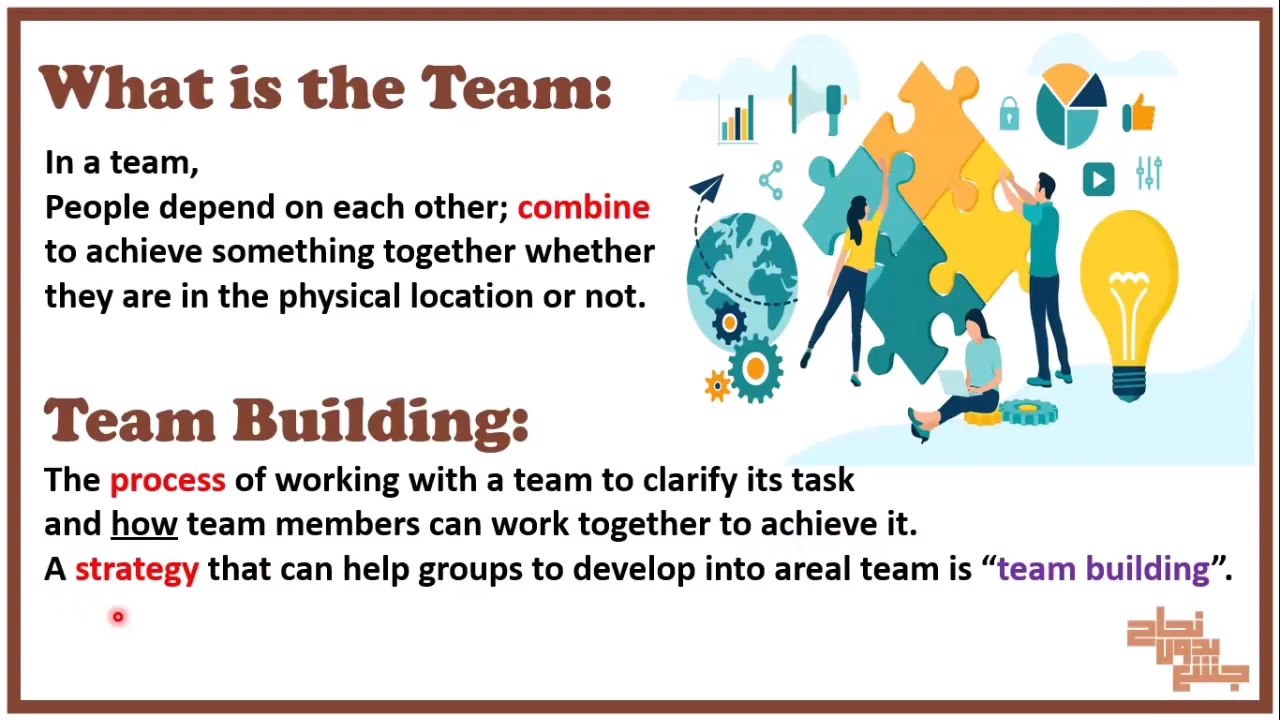 What is the Team:
In a team,
People depend on each other; combine
to achieve something together whether
they are in the physical location or not.
Team Building:
The process of working with a team to clarify its task
and how team members can work together to achieve it.
A strategy that can help groups to develop into areal team is “team building”.
نجاح
بدون
جشع